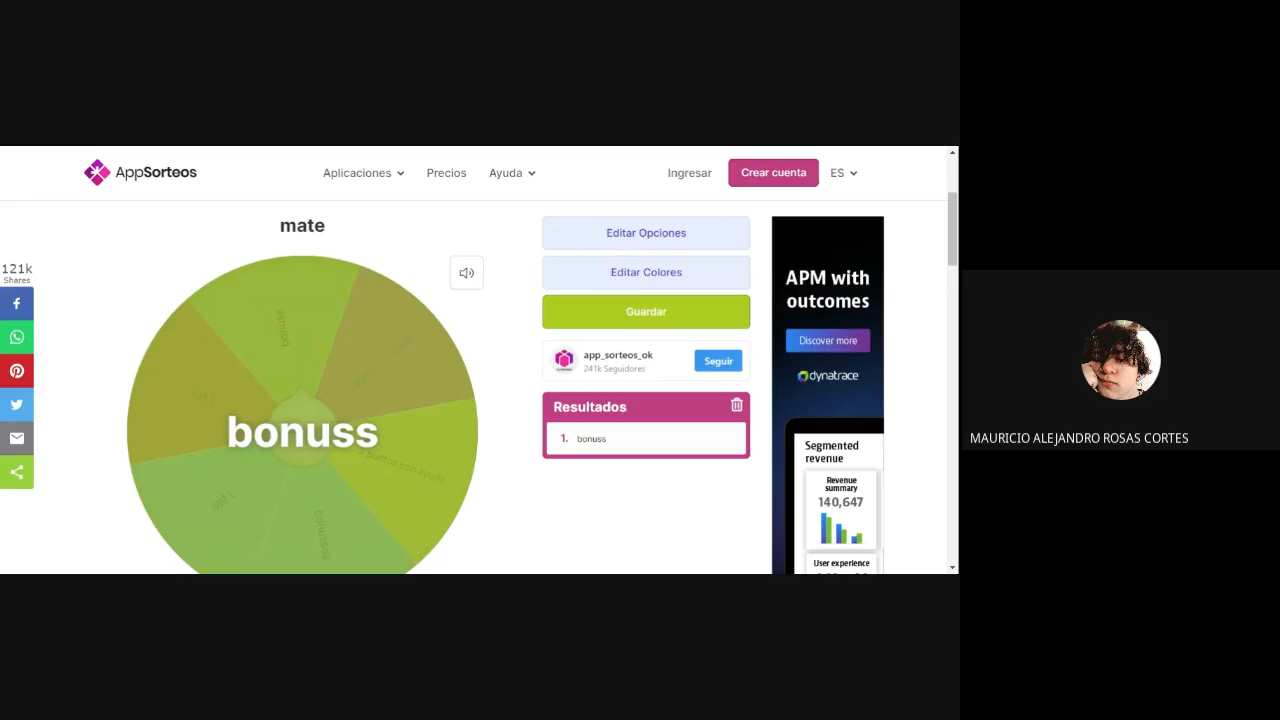 AppSorteos
Aplicaciones
Precios
Ayuda
Ingresar
Crear cuenta
ES
mate
121k
Shares
bonuss
Editar Opciones
Editar Colores
Guardar
app_sorteos_ok
241k Seguidores
Seguir
Resultados
1. bonuss
APM with
outcomes
Discover more
dynatrace
Segmented
revenue
Revenue
summary
140,647
User experience
MAURICIO ALEJANDRO ROSAS CORTES